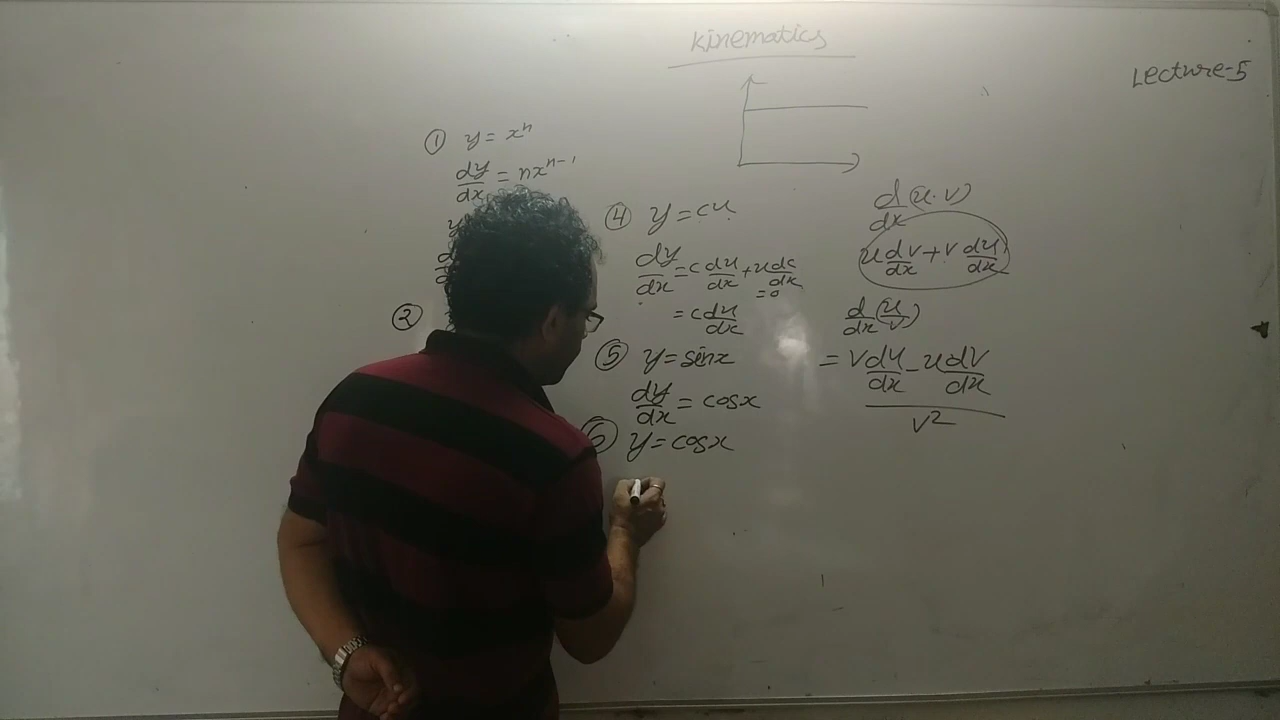 Kinematics
Lecture-5
① y = xⁿ
dy/dx = nxⁿ⁻¹
②
④ y = cu
dy/dx = c du/dx + u dc/dx
= 0
= c du/dx
⑤ y = sinx
dy/dx = cosx
⑥ y = cosx
d/dx (u·v)
u dv/dx + v du/dx
d/dx (u/v)
= v du/dx - u dv/dx
v²